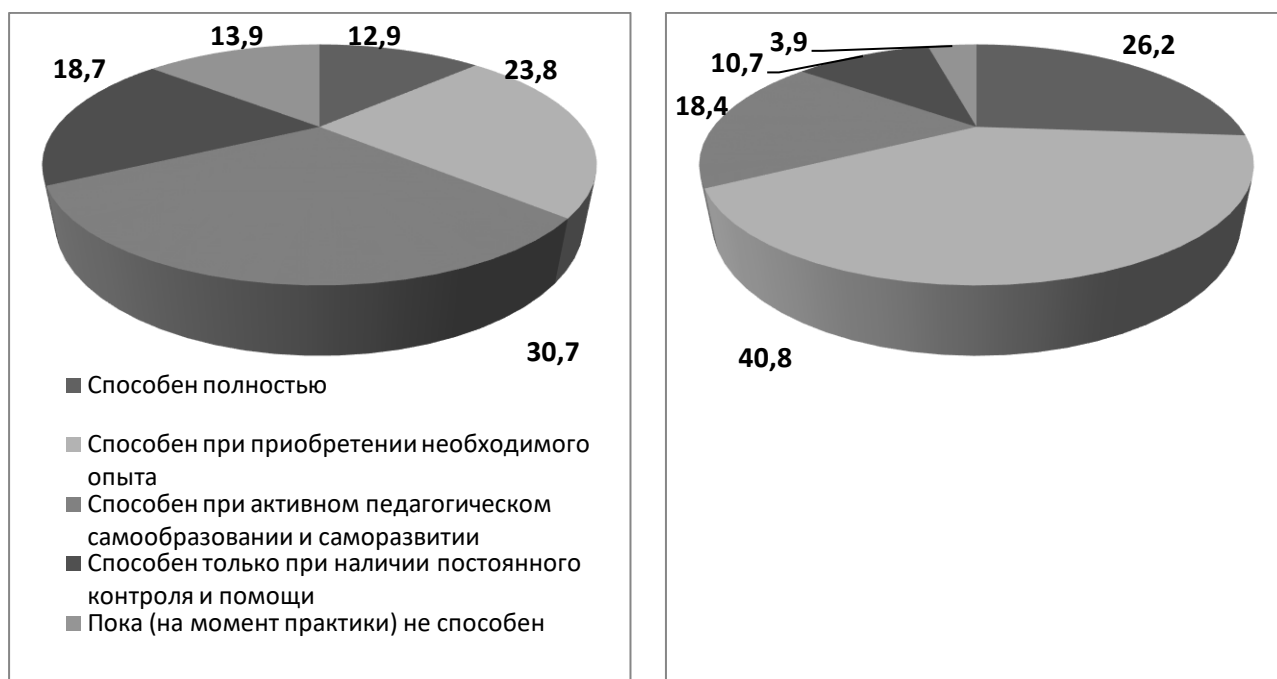 13,9
12,9
18,7
23,8
30,7
Способен полностью
Способен при приобретении необходимого
опыта
Способен при активном педагогическом
самообразовании и саморазвитии
Способен только при наличии постоянного
контроля и помощи
Пока (на момент практики) не способен
3,9
26,2
10,7
18,4
40,8